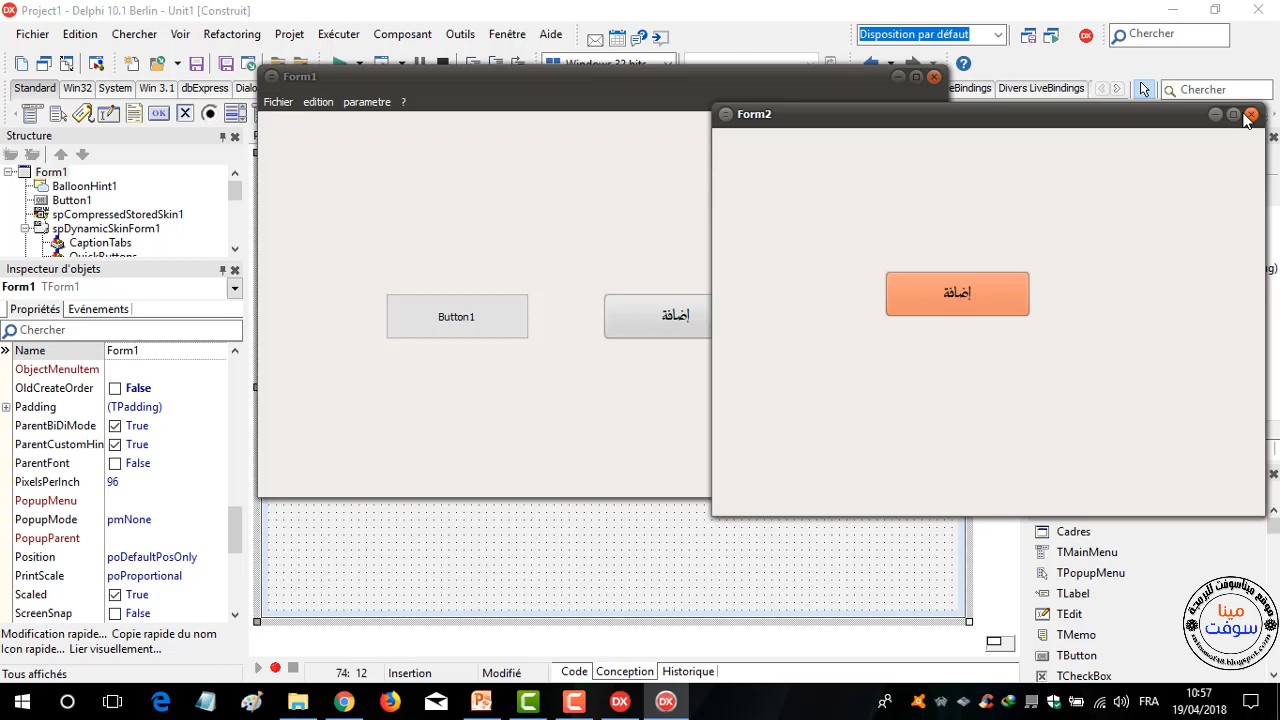 Project1 - Delphi 10.1 Berlin - Unit1 [Construit]
Fichier Edition Chercher Voir Refactoring Projet Exécuter Composant Outils Fenêtre Aide
Disposition par défaut
Chercher
Windows 32 bits
Standard Win32 System Win 3.1 dbExpress
LiveBindings Divers LiveBindings
Chercher
Structure
Form1
BalloonHint1
Button1
spCompressedStoredSkin1
spDynamicSkinForm1
CaptionTabs
QuickButtons
Inspecteur d'objets
Form1 TForm1
Propriétés Evénements
Chercher
Name Form1
ObjectMenuItem
OldCreateOrder False
Padding (TPadding)
ParentBiDiMode True
ParentCustomHin True
ParentFont False
PixelsPerInch 96
PopupMenu
PopupMode pmNone
PopupParent
Position poDefaultPosOnly
PrintScale poProportional
Scaled True
ScreenSnap False
Modification rapide... Copie rapide du nom
Icon rapide... Lier visuellement...
Tous affichés
Form1
Fichier edition parametre ?
Button1
إضافة
Form2
إضافة
74: 12 Insertion Modifié
Code Conception Historique
Cadres
TMainMenu
TPopupMenu
TLabel
TEdit
TMemo
TButton
TCheckBox
مينا
سوفت
FRA
10:57
19/04/2018